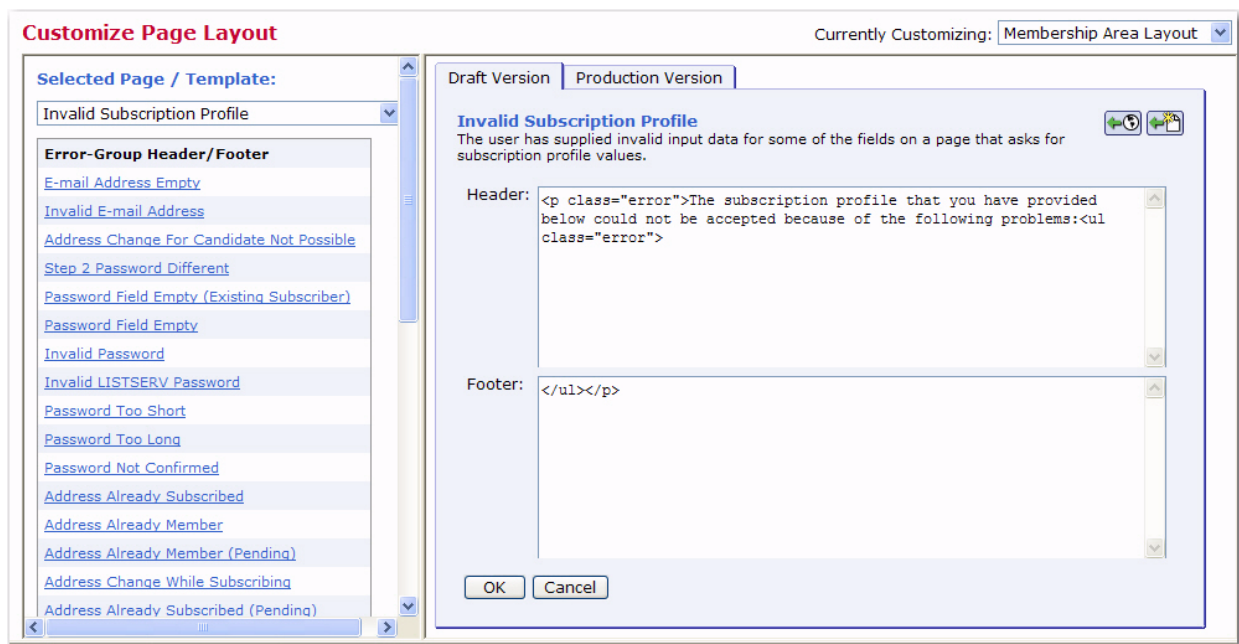 Customize Page Layout
Currently Customizing: Membership Area Layout
Selected Page / Template:
Invalid Subscription Profile
Error-Group Header/Footer
E-mail Address Empty
Invalid E-mail Address
Address Change For Candidate Not Possible
Step 2 Password Different
Password Field Empty (Existing Subscriber)
Password Field Empty
Invalid Password
Invalid LISTSERV Password
Password Too Short
Password Too Long
Password Not Confirmed
Address Already Subscribed
Address Already Member
Address Already Member (Pending)
Address Change While Subscribing
Address Already Subscribed (Pending)
Draft Version
Production Version
Invalid Subscription Profile
The user has supplied invalid input data for some of the fields on a page that asks for
subscription profile values.
Header:
<p class="error">The subscription profile that you have provided
below could not be accepted because of the following problems:<ul
class="error">
Footer:
</ul></p>
OK
Cancel